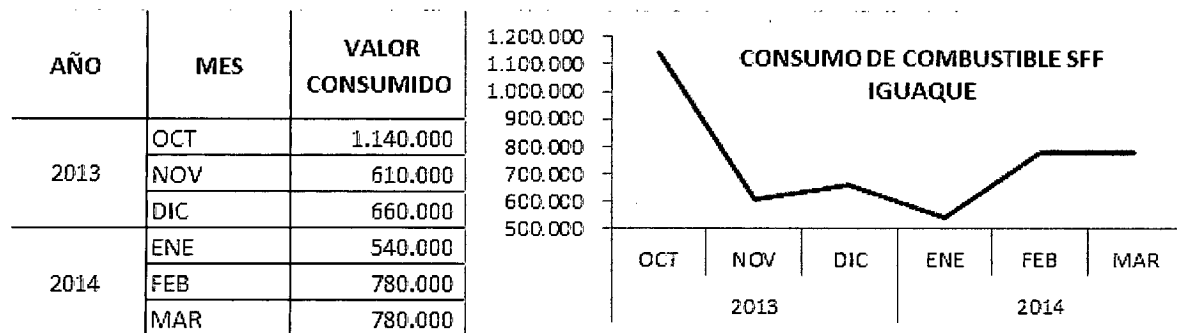 AÑO MES VALOR CONSUMIDO
2013 OCT 1.140.000
NOV 610.000
DIC 660.000
2014 ENE 540.000
FEB 780.000
MAR 780.000
CONSUMO DE COMBUSTIBLE SFF
IGUAQUE
1.200.000
1.100.000
1.000.000
900.000
800.000
700.000
600.000
500.000
OCT NOV DIC ENE FEB MAR
2013 2014